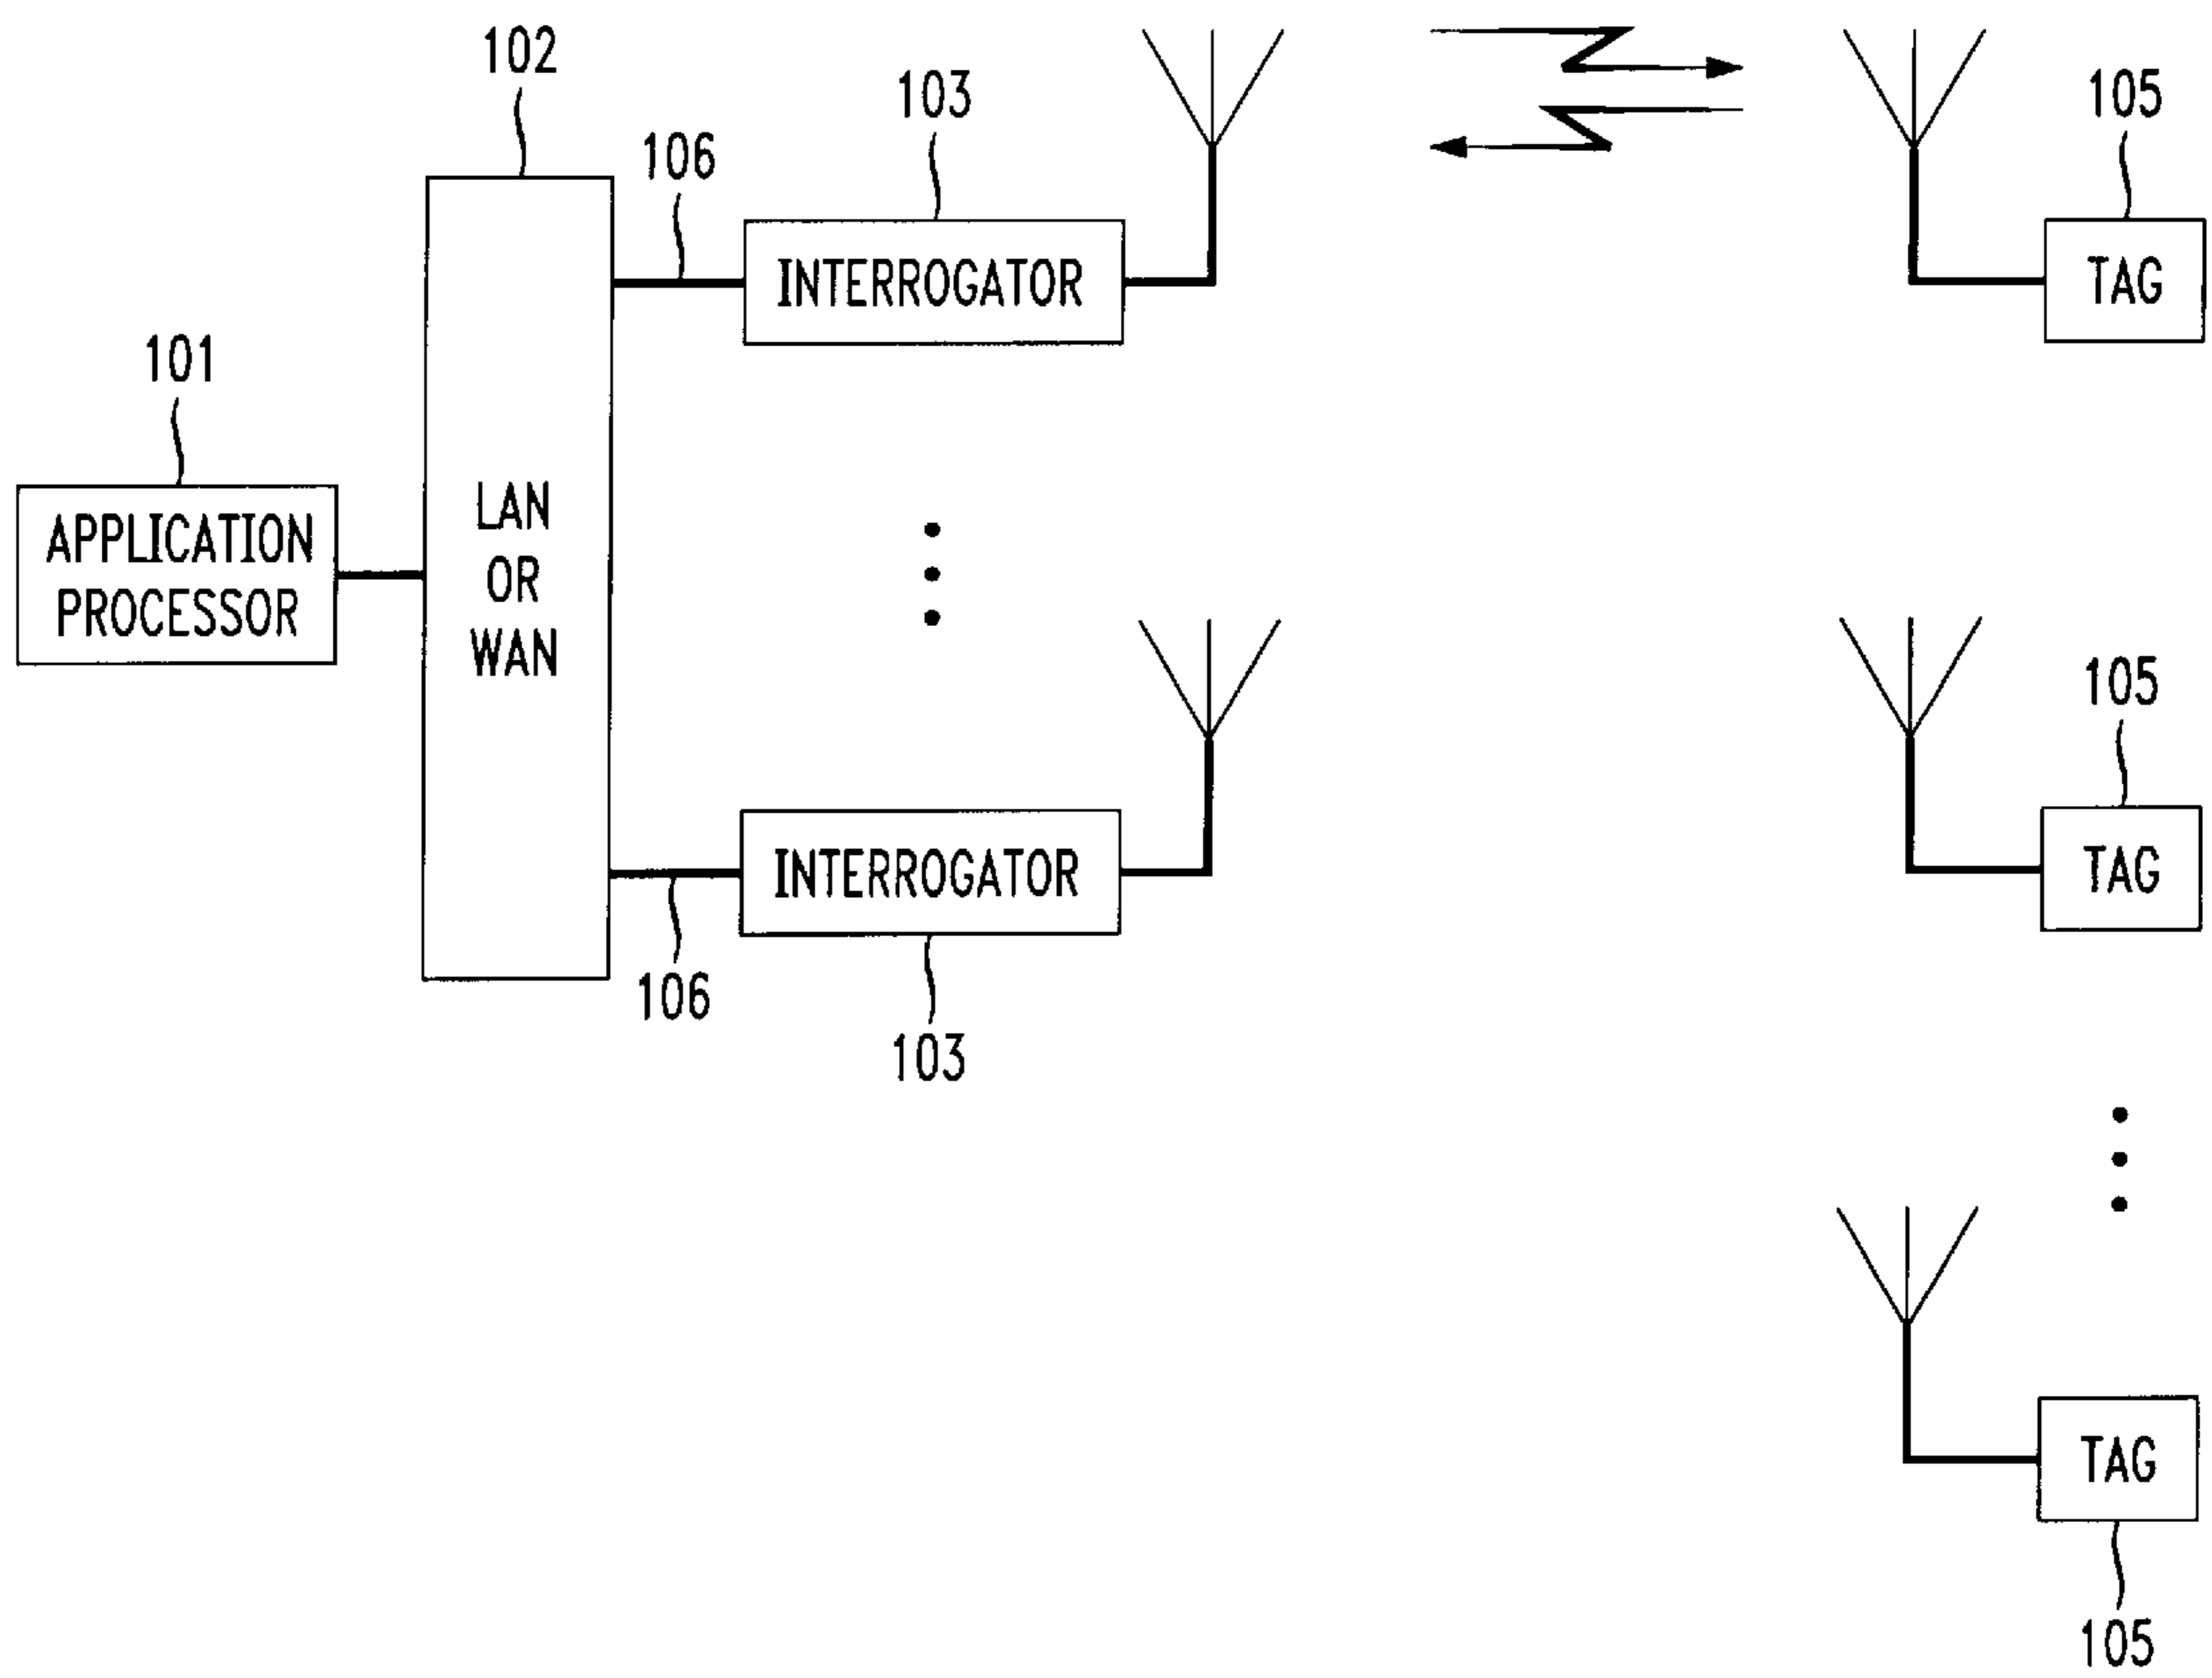 102
103
105
106
INTERROGATOR
TAG
101
APPLICATION
PROCESSOR
LAN
OR
WAN
105
INTERROGATOR
TAG
106
103
TAG
105